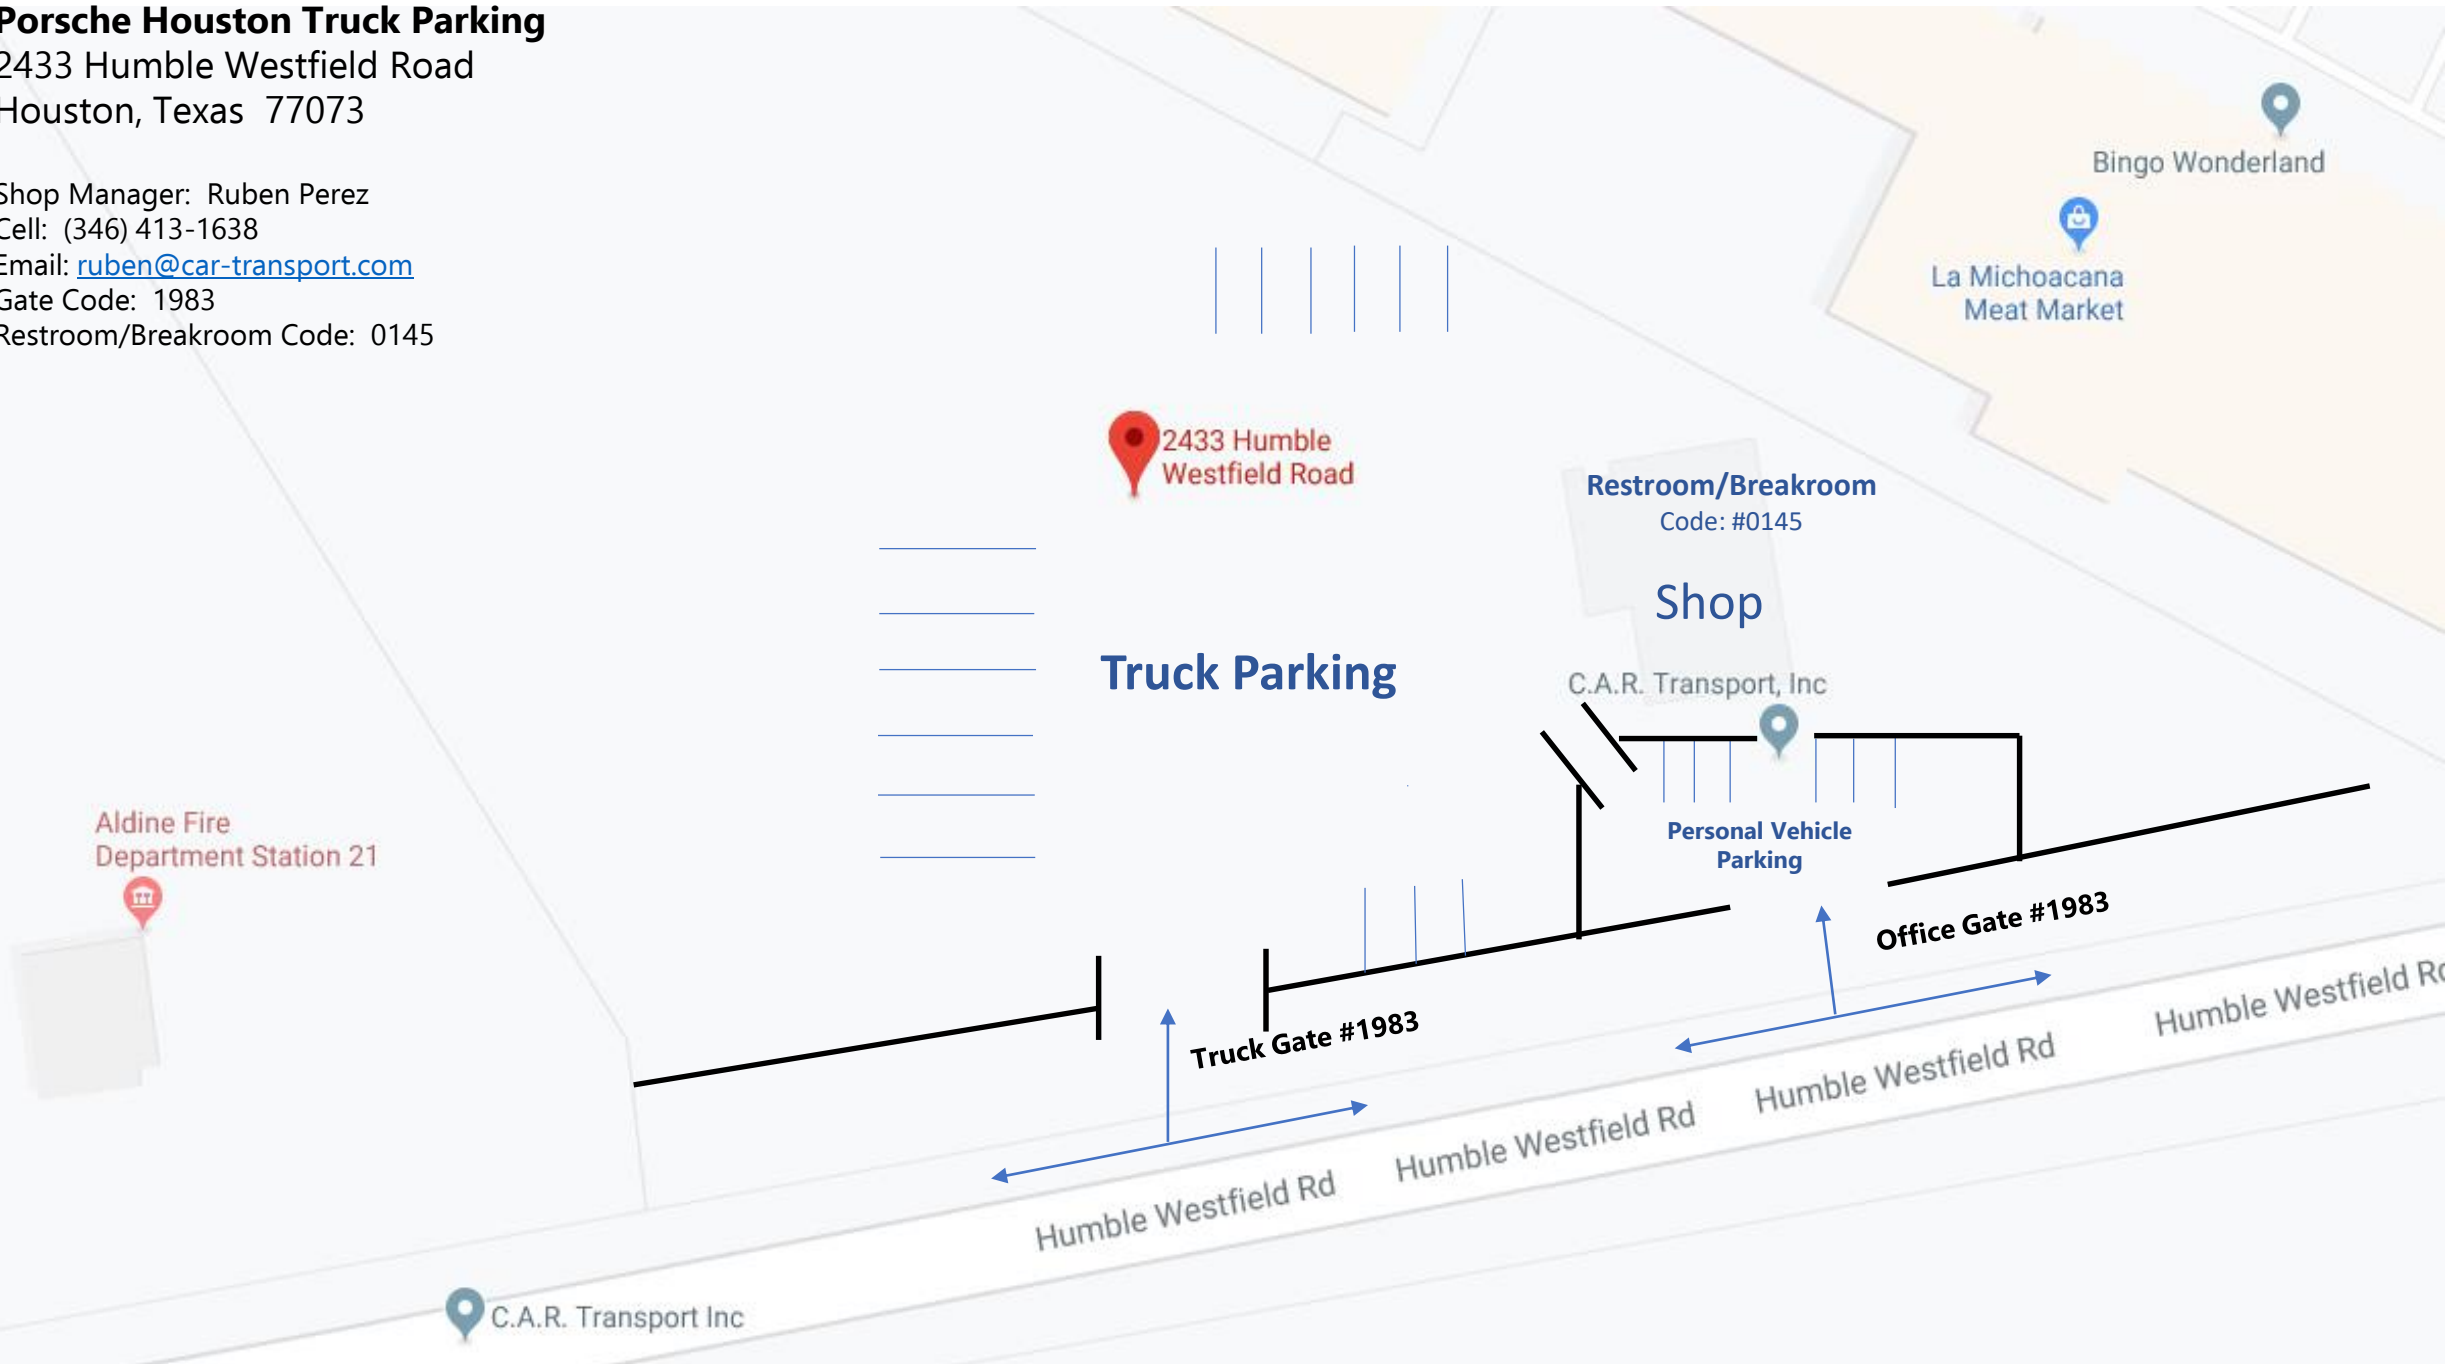 Porsche Houston Truck Parking
2433 Humble Westfield Road
Houston, Texas 77073
Shop Manager: Ruben Perez
Cell: (346) 413-1638
Email: ruben@car-transport.com
Gate Code: 1983
Restroom/Breakroom Code: 0145
Bingo Wonderland
La Michoacana
Meat Market
2433 Humble
Westfield Road
Restroom/Breakroom
Code: #0145
Shop
Truck Parking
C.A.R. Transport, Inc
Personal Vehicle
Parking
Aldine Fire
Department Station 21
Office Gate #1983
Truck Gate #1983
Humble Westfield Rd
Humble Westfield Rd
Humble Westfield Rd
Humble Westfield Rd
C.A.R. Transport Inc